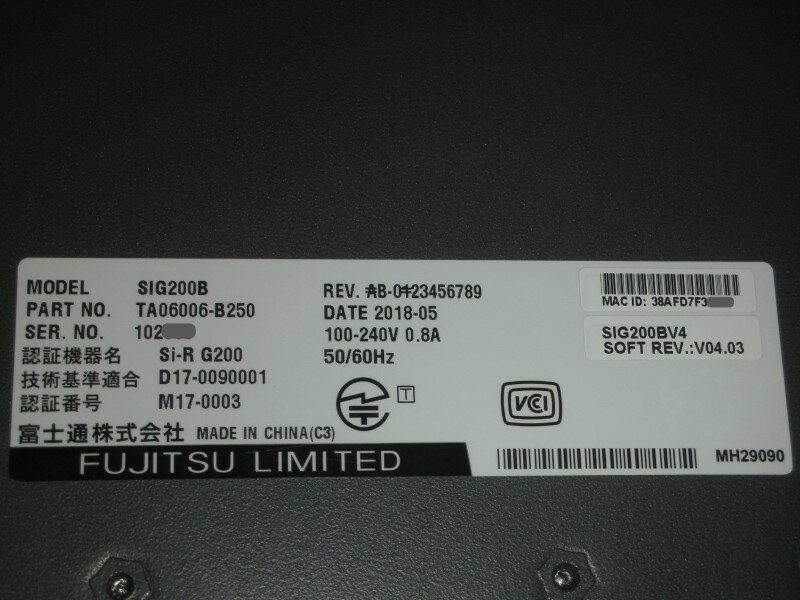 MODEL SIG200B
PART NO. TA06006-B250
SER. NO. 102
認証機器名 Si-R G200
技術基準適合 D17-0090001
認証番号 M17-0003
富士通株式会社 MADE IN CHINA(C3)
FUJITSU LIMITED
REV. AB-0123456789
DATE 2018-05
100-240V 0.8A
50/60Hz
T
VCI
MAC ID: 38AFD7F3
SIG200BV4
SOFT REV.:V04.03
MH29090